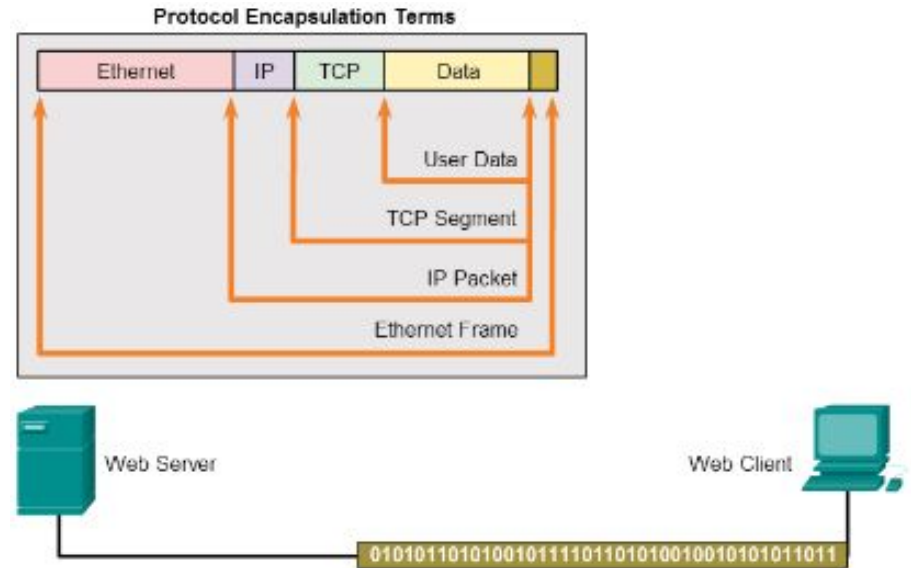 Protocol Encapsulation Terms
Ethernet IP TCP Data
User Data
TCP Segment
IP Packet
Ethernet Frame
Web Server
Web Client
0101011010100101111011010100100101011011